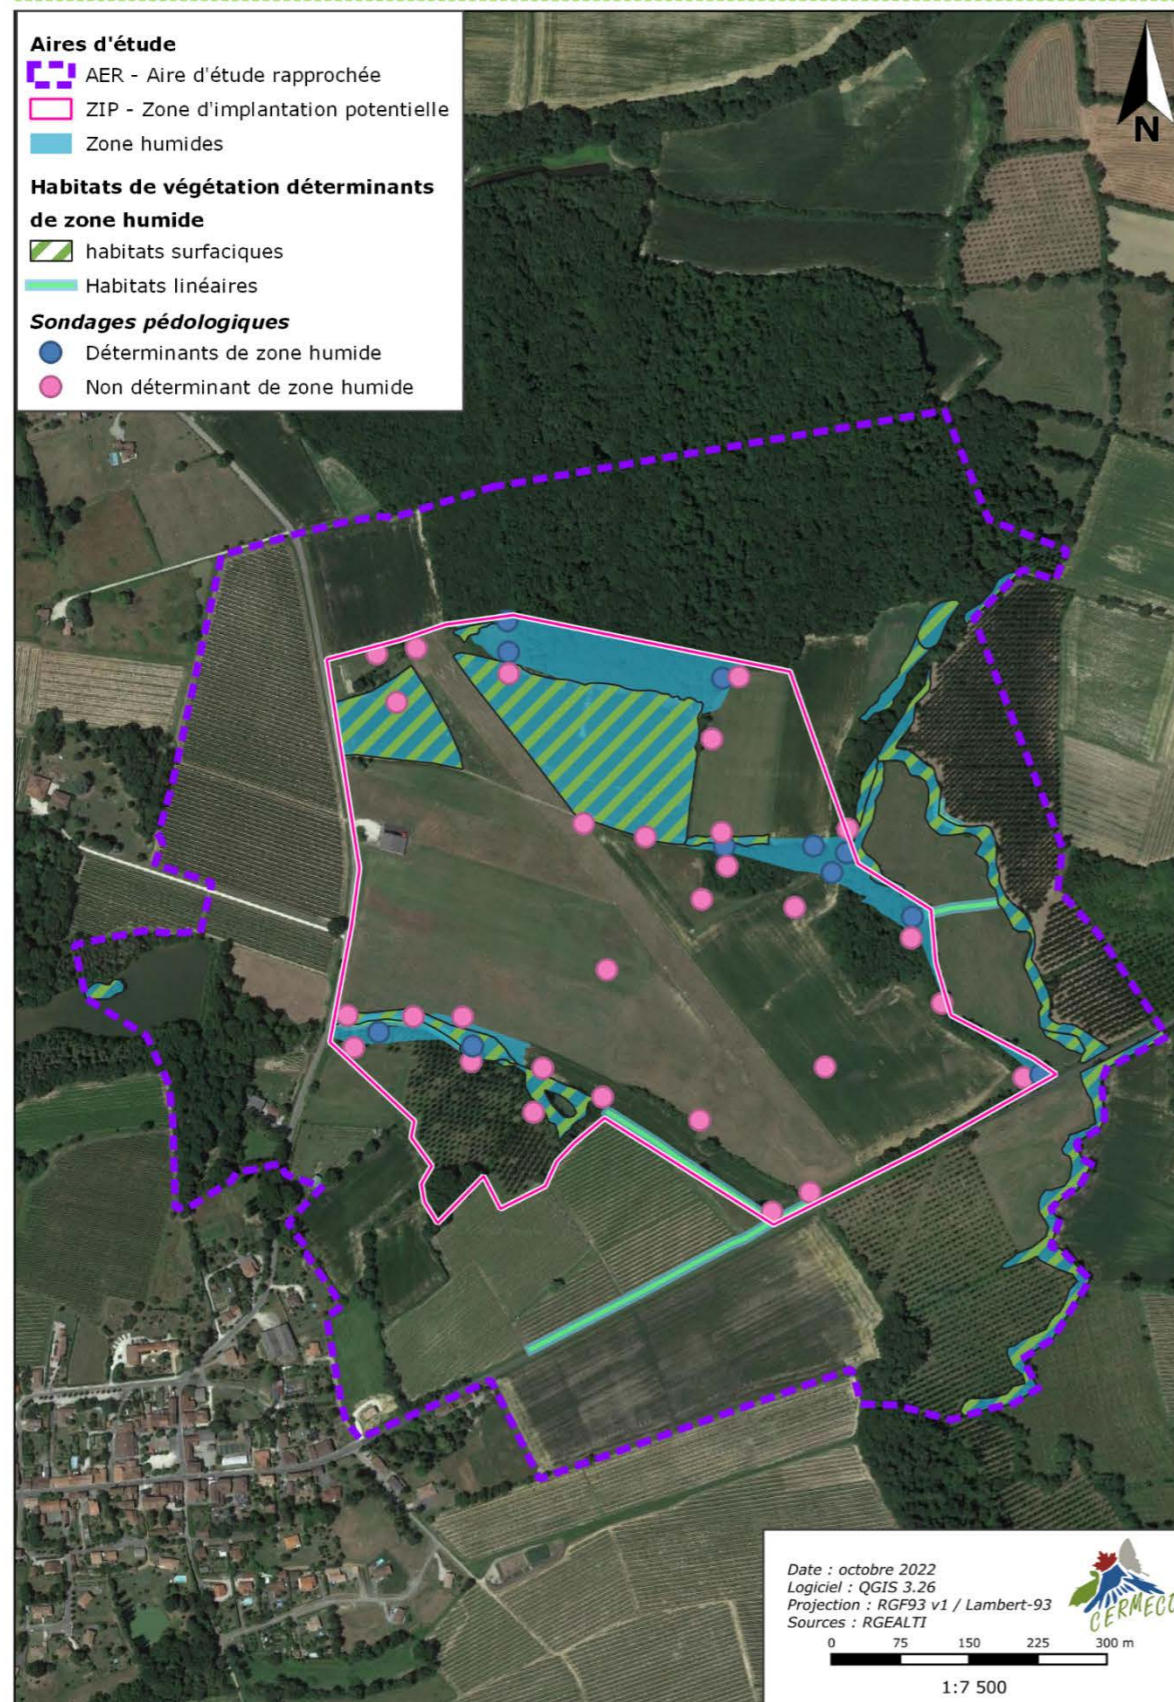 Aires d'étude
AER - Aire d'étude rapprochée
ZIP - Zone d'implantation potentielle
Zone humides
Habitats de végétation déterminants
de zone humide
habitats surfaciques
Habitats linéaires
Sondages pédologiques
Déterminants de zone humide
Non déterminant de zone humide
N
Date : octobre 2022
Logiciel : QGIS 3.26
Projection : RGF93 v1 / Lambert-93
Sources : RGEALTI
CERMECO
0 75 150 225 300 m
1:7 500